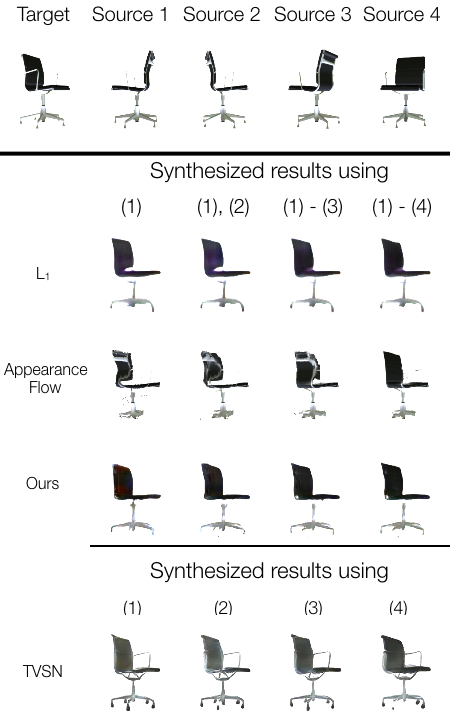 Target Source 1 Source 2 Source 3 Source 4
Synthesized results using
(1) (1), (2) (1) - (3) (1) - (4)
L₁
Appearance
Flow
Ours
Synthesized results using
(1) (2) (3) (4)
TVSN